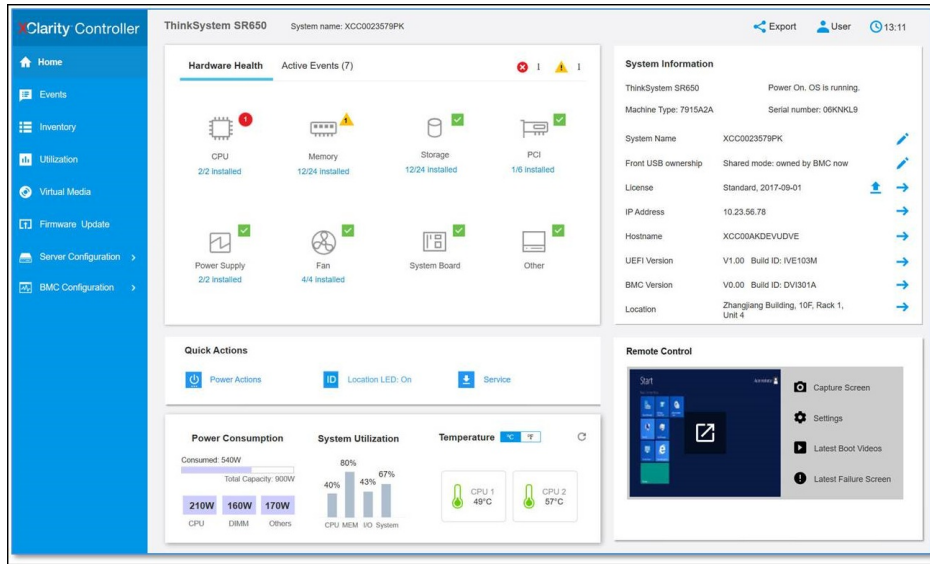 XClarity Controller
ThinkSystem SR650 System name: XCC0023579PK
Export User 13:11
Home
Events
Inventory
Utilization
Virtual Media
Firmware Update
Server Configuration >
BMC Configuration >
Hardware Health Active Events (7) 1 1
CPU
2/2 installed
Memory
12/24 installed
Storage
12/24 installed
PCI
1/6 installed
Power Supply
2/2 installed
Fan
4/4 installed
System Board
Other
System Information
ThinkSystem SR650 Power On. OS is running.
Machine Type: 7915A2A Serial number: 06KNKL9
System Name XCC0023579PK
Front USB ownership Shared mode: owned by BMC now
License Standard, 2017-09-01
IP Address 10.23.56.78
Hostname XCC00AKDEVUDVE
UEFI Version V1.00 Build ID: IVE103M
BMC Version V0.00 Build ID: DVI301A
Location Zhangjiang Building, 10F, Rack 1,
Unit 4
Quick Actions
Power Actions ID Location LED: On Service
Power Consumption
Consumed: 540W
Total Capacity: 900W
210W 160W 170W
CPU DIMM Others
System Utilization
40% 80% 43% 67%
CPU MEM I/O System
Temperature °C °F
CPU 1
49°C
CPU 2
57°C
Remote Control
Start
Capture Screen
Settings
Latest Boot Videos
Latest Failure Screen